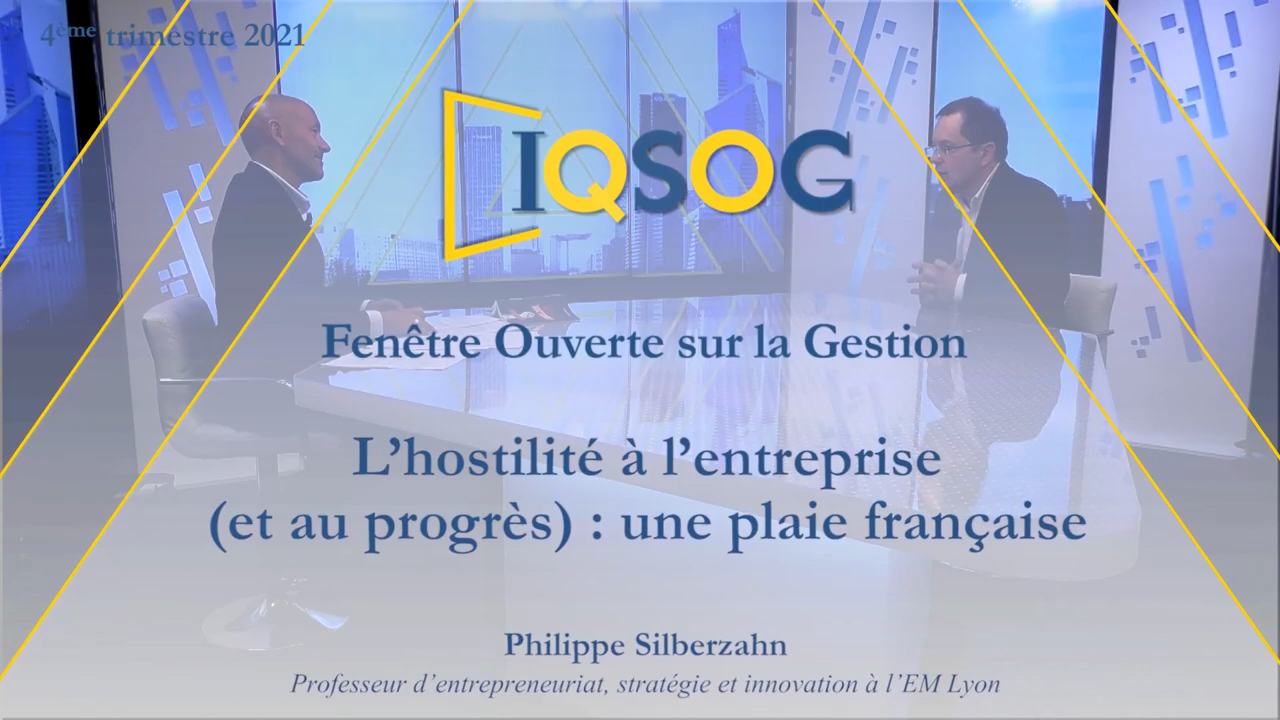 4ème trimestre 2021
IQSOG
Fenêtre Ouverte sur la Gestion
L’hostilité à l’entreprise
(et au progrès) : une plaie française
Philippe Silberzahn
Professeur d’entrepreneuriat, stratégie et innovation à l’EM Lyon